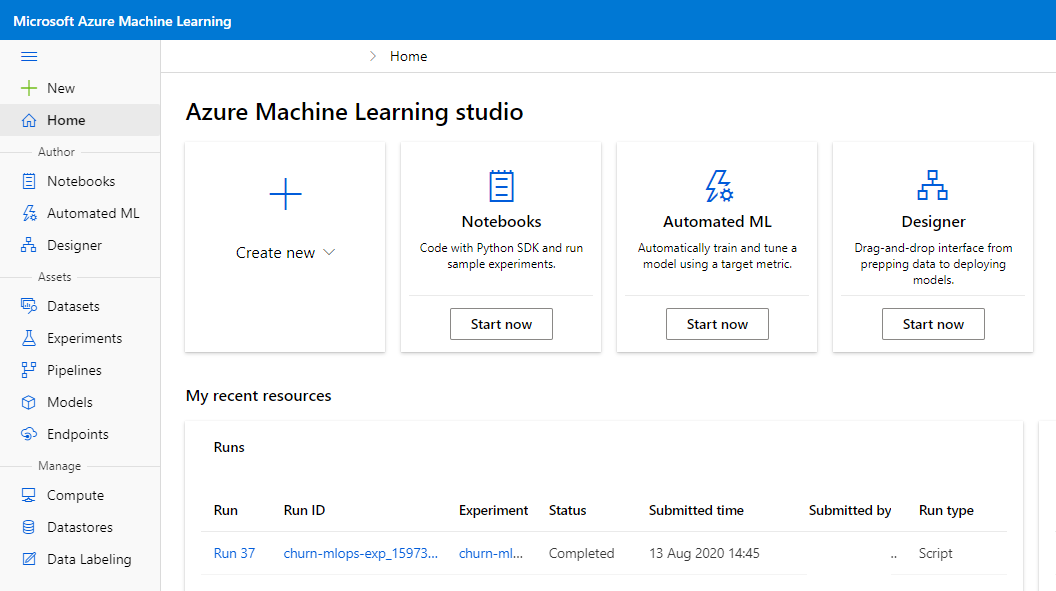 Microsoft Azure Machine Learning
Home
New
Home
Author
Notebooks
Automated ML
Designer
Assets
Datasets
Experiments
Pipelines
Models
Endpoints
Manage
Compute
Datastores
Data Labeling
Azure Machine Learning studio
Create new
Notebooks
Code with Python SDK and run
sample experiments.
Start now
Automated ML
Automatically train and tune a
model using a target metric.
Start now
Designer
Drag-and-drop interface from
prepping data to deploying
models.
Start now
My recent resources
Runs
Run Run ID Experiment Status Submitted time Submitted by Run type
Run 37 churn-mlops-exp_15973... churn-ml... Completed 13 Aug 2020 14:45 .. Script